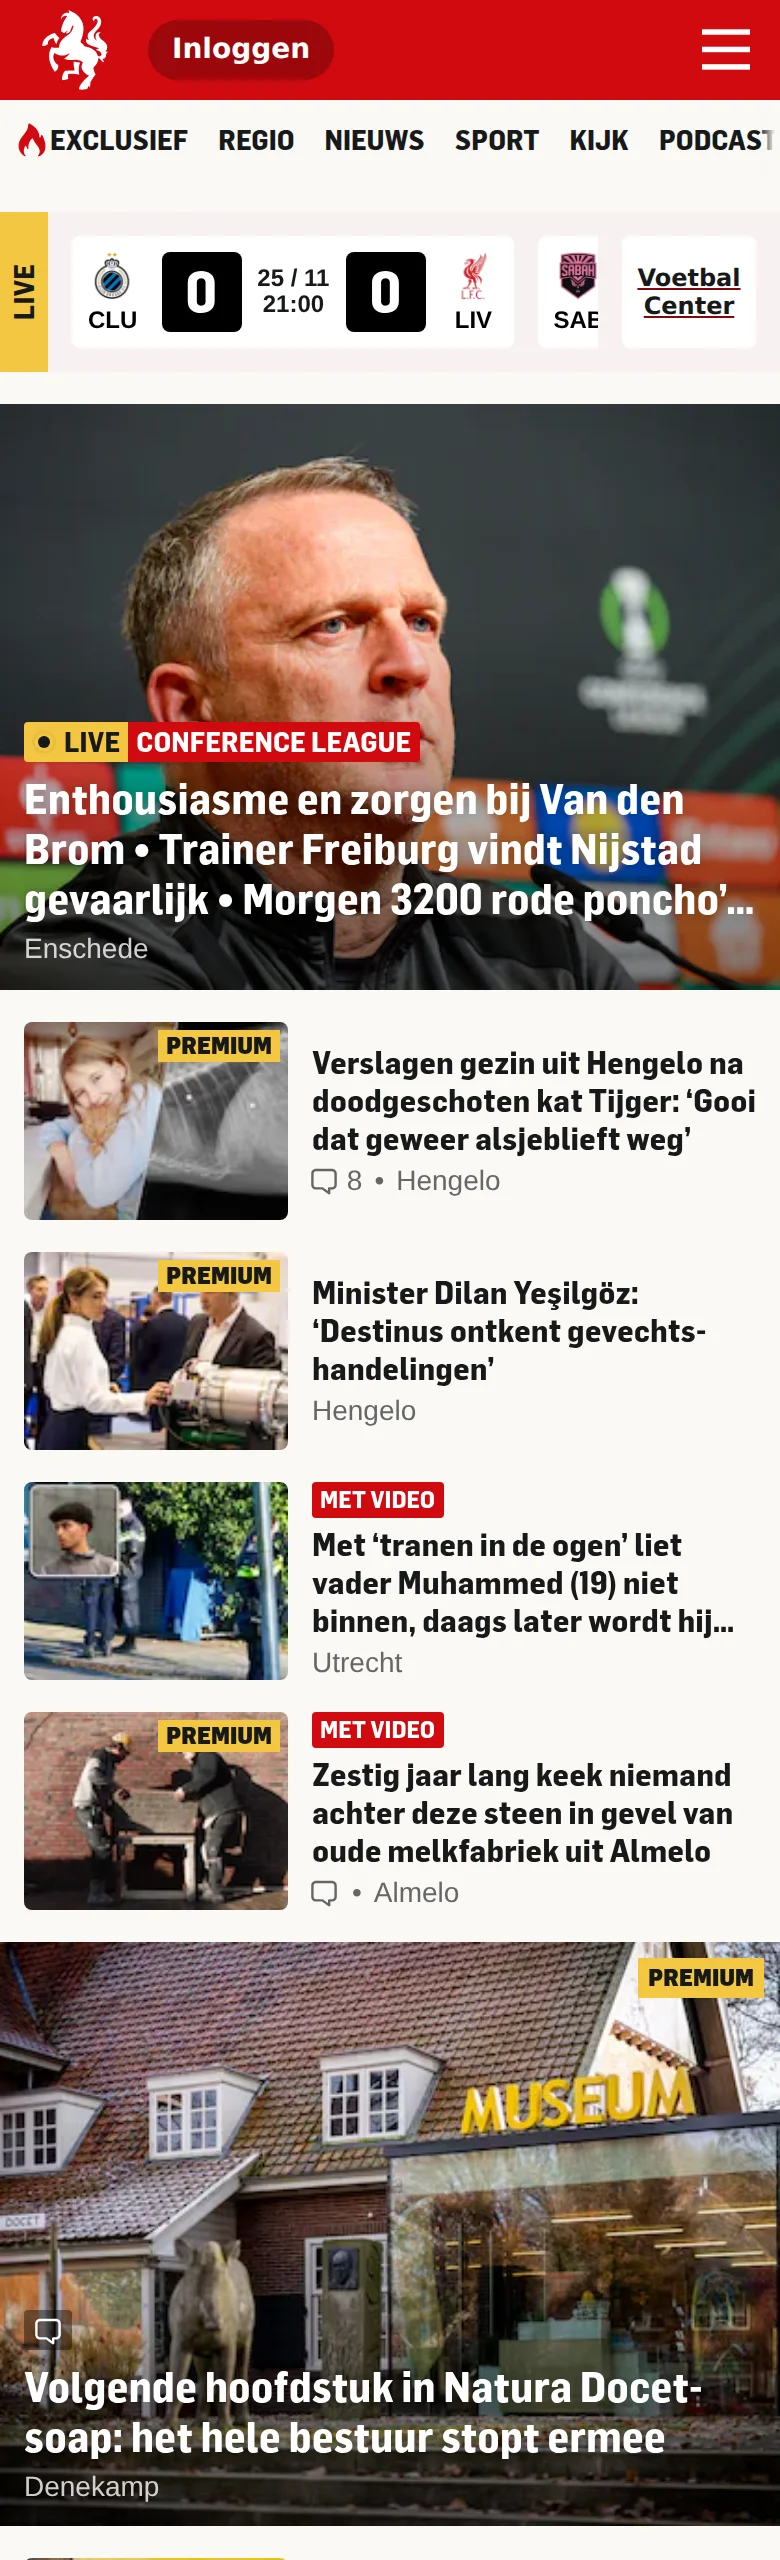 Inloggen
EXCLUSIEF REGIO NIEUWS SPORT KIJK PODCAST
LIVE
CLU
0
25 / 11
21:00
0
L.F.C.
LIV
SABAH
SAB
Voetbal
Center
LIVE CONFERENCE LEAGUE
Enthousiasme en zorgen bij Van den
Brom • Trainer Freiburg vindt Nijstad
gevaarlijk • Morgen 3200 rode poncho’...
Enschede
PREMIUM
Verslagen gezin uit Hengelo na
doodgeschoten kat Tijger: ‘Gooi
dat geweer alsjeblieft weg’
8 • Hengelo
PREMIUM
Minister Dilan Yeşilgöz:
‘Destinus ontkent gevechts-
handelingen’
Hengelo
MET VIDEO
Met ‘tranen in de ogen’ liet
vader Muhammed (19) niet
binnen, daags later wordt hij...
Utrecht
PREMIUM
MET VIDEO
Zestig jaar lang keek niemand
achter deze steen in gevel van
oude melkfabriek uit Almelo
• Almelo
PREMIUM
MUSEUM
DOCET
Volgende hoofdstuk in Natura Docet-
soap: het hele bestuur stopt ermee
Denekamp